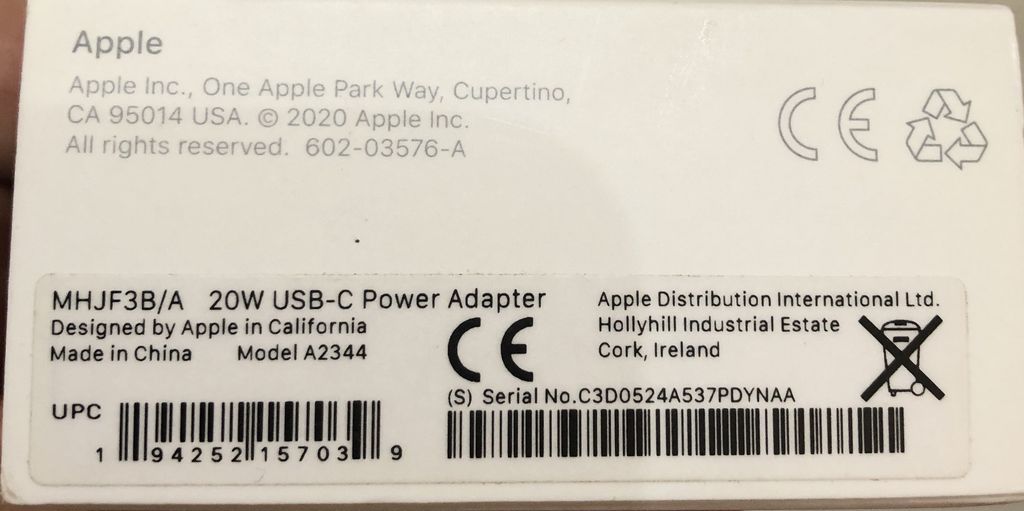 Apple
Apple Inc., One Apple Park Way, Cupertino,
CA 95014 USA. © 2020 Apple Inc.
All rights reserved. 602-03576-A
CE
MHJF3B/A 20W USB-C Power Adapter
Designed by Apple in California
Made in China Model A2344
CE
Apple Distribution International Ltd.
Hollyhill Industrial Estate
Cork, Ireland
(S) Serial No.C3D0524A537PDYNAA
UPC
1 94252 15703 9